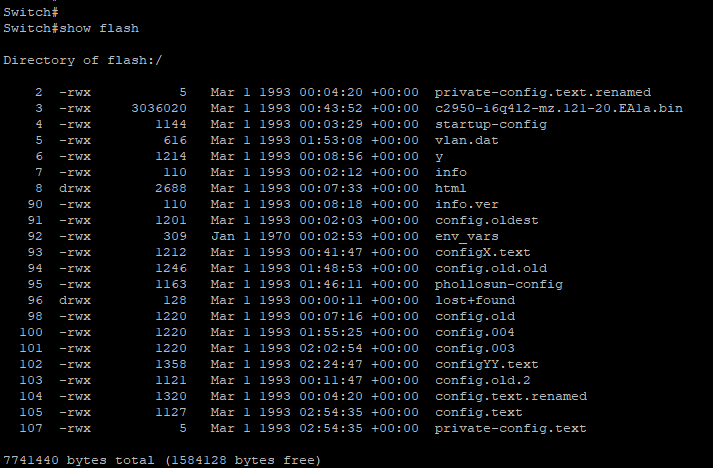 Switch#
Switch#show flash
Directory of flash:/
2 -rwx 5 Mar 1 1993 00:04:20 +00:00 private-config.text.renamed
3 -rwx 3036020 Mar 1 1993 00:43:52 +00:00 c2950-i6q4l2-mz.121-20.EA1a.bin
4 -rwx 1144 Mar 1 1993 00:03:29 +00:00 startup-config
5 -rwx 616 Mar 1 1993 01:53:08 +00:00 vlan.dat
6 -rwx 1214 Mar 1 1993 00:08:56 +00:00 y
7 -rwx 110 Mar 1 1993 00:02:12 +00:00 info
8 drwx 2688 Mar 1 1993 00:07:33 +00:00 html
90 -rwx 110 Mar 1 1993 00:08:18 +00:00 info.ver
91 -rwx 1201 Mar 1 1993 00:02:03 +00:00 config.oldest
92 -rwx 309 Jan 1 1970 00:02:53 +00:00 env_vars
93 -rwx 1212 Mar 1 1993 00:41:47 +00:00 configX.text
94 -rwx 1246 Mar 1 1993 01:48:53 +00:00 config.old.old
95 -rwx 1163 Mar 1 1993 01:46:11 +00:00 phollosun-config
96 drwx 128 Mar 1 1993 00:00:11 +00:00 lost+found
98 -rwx 1220 Mar 1 1993 00:07:16 +00:00 config.old
100 -rwx 1220 Mar 1 1993 01:55:25 +00:00 config.004
101 -rwx 1220 Mar 1 1993 02:02:54 +00:00 config.003
102 -rwx 1358 Mar 1 1993 02:24:47 +00:00 configYY.text
103 -rwx 1121 Mar 1 1993 00:11:47 +00:00 config.old.2
104 -rwx 1320 Mar 1 1993 00:04:20 +00:00 config.text.renamed
105 -rwx 1127 Mar 1 1993 02:54:35 +00:00 config.text
107 -rwx 5 Mar 1 1993 02:54:35 +00:00 private-config.text
7741440 bytes total (1584128 bytes free)